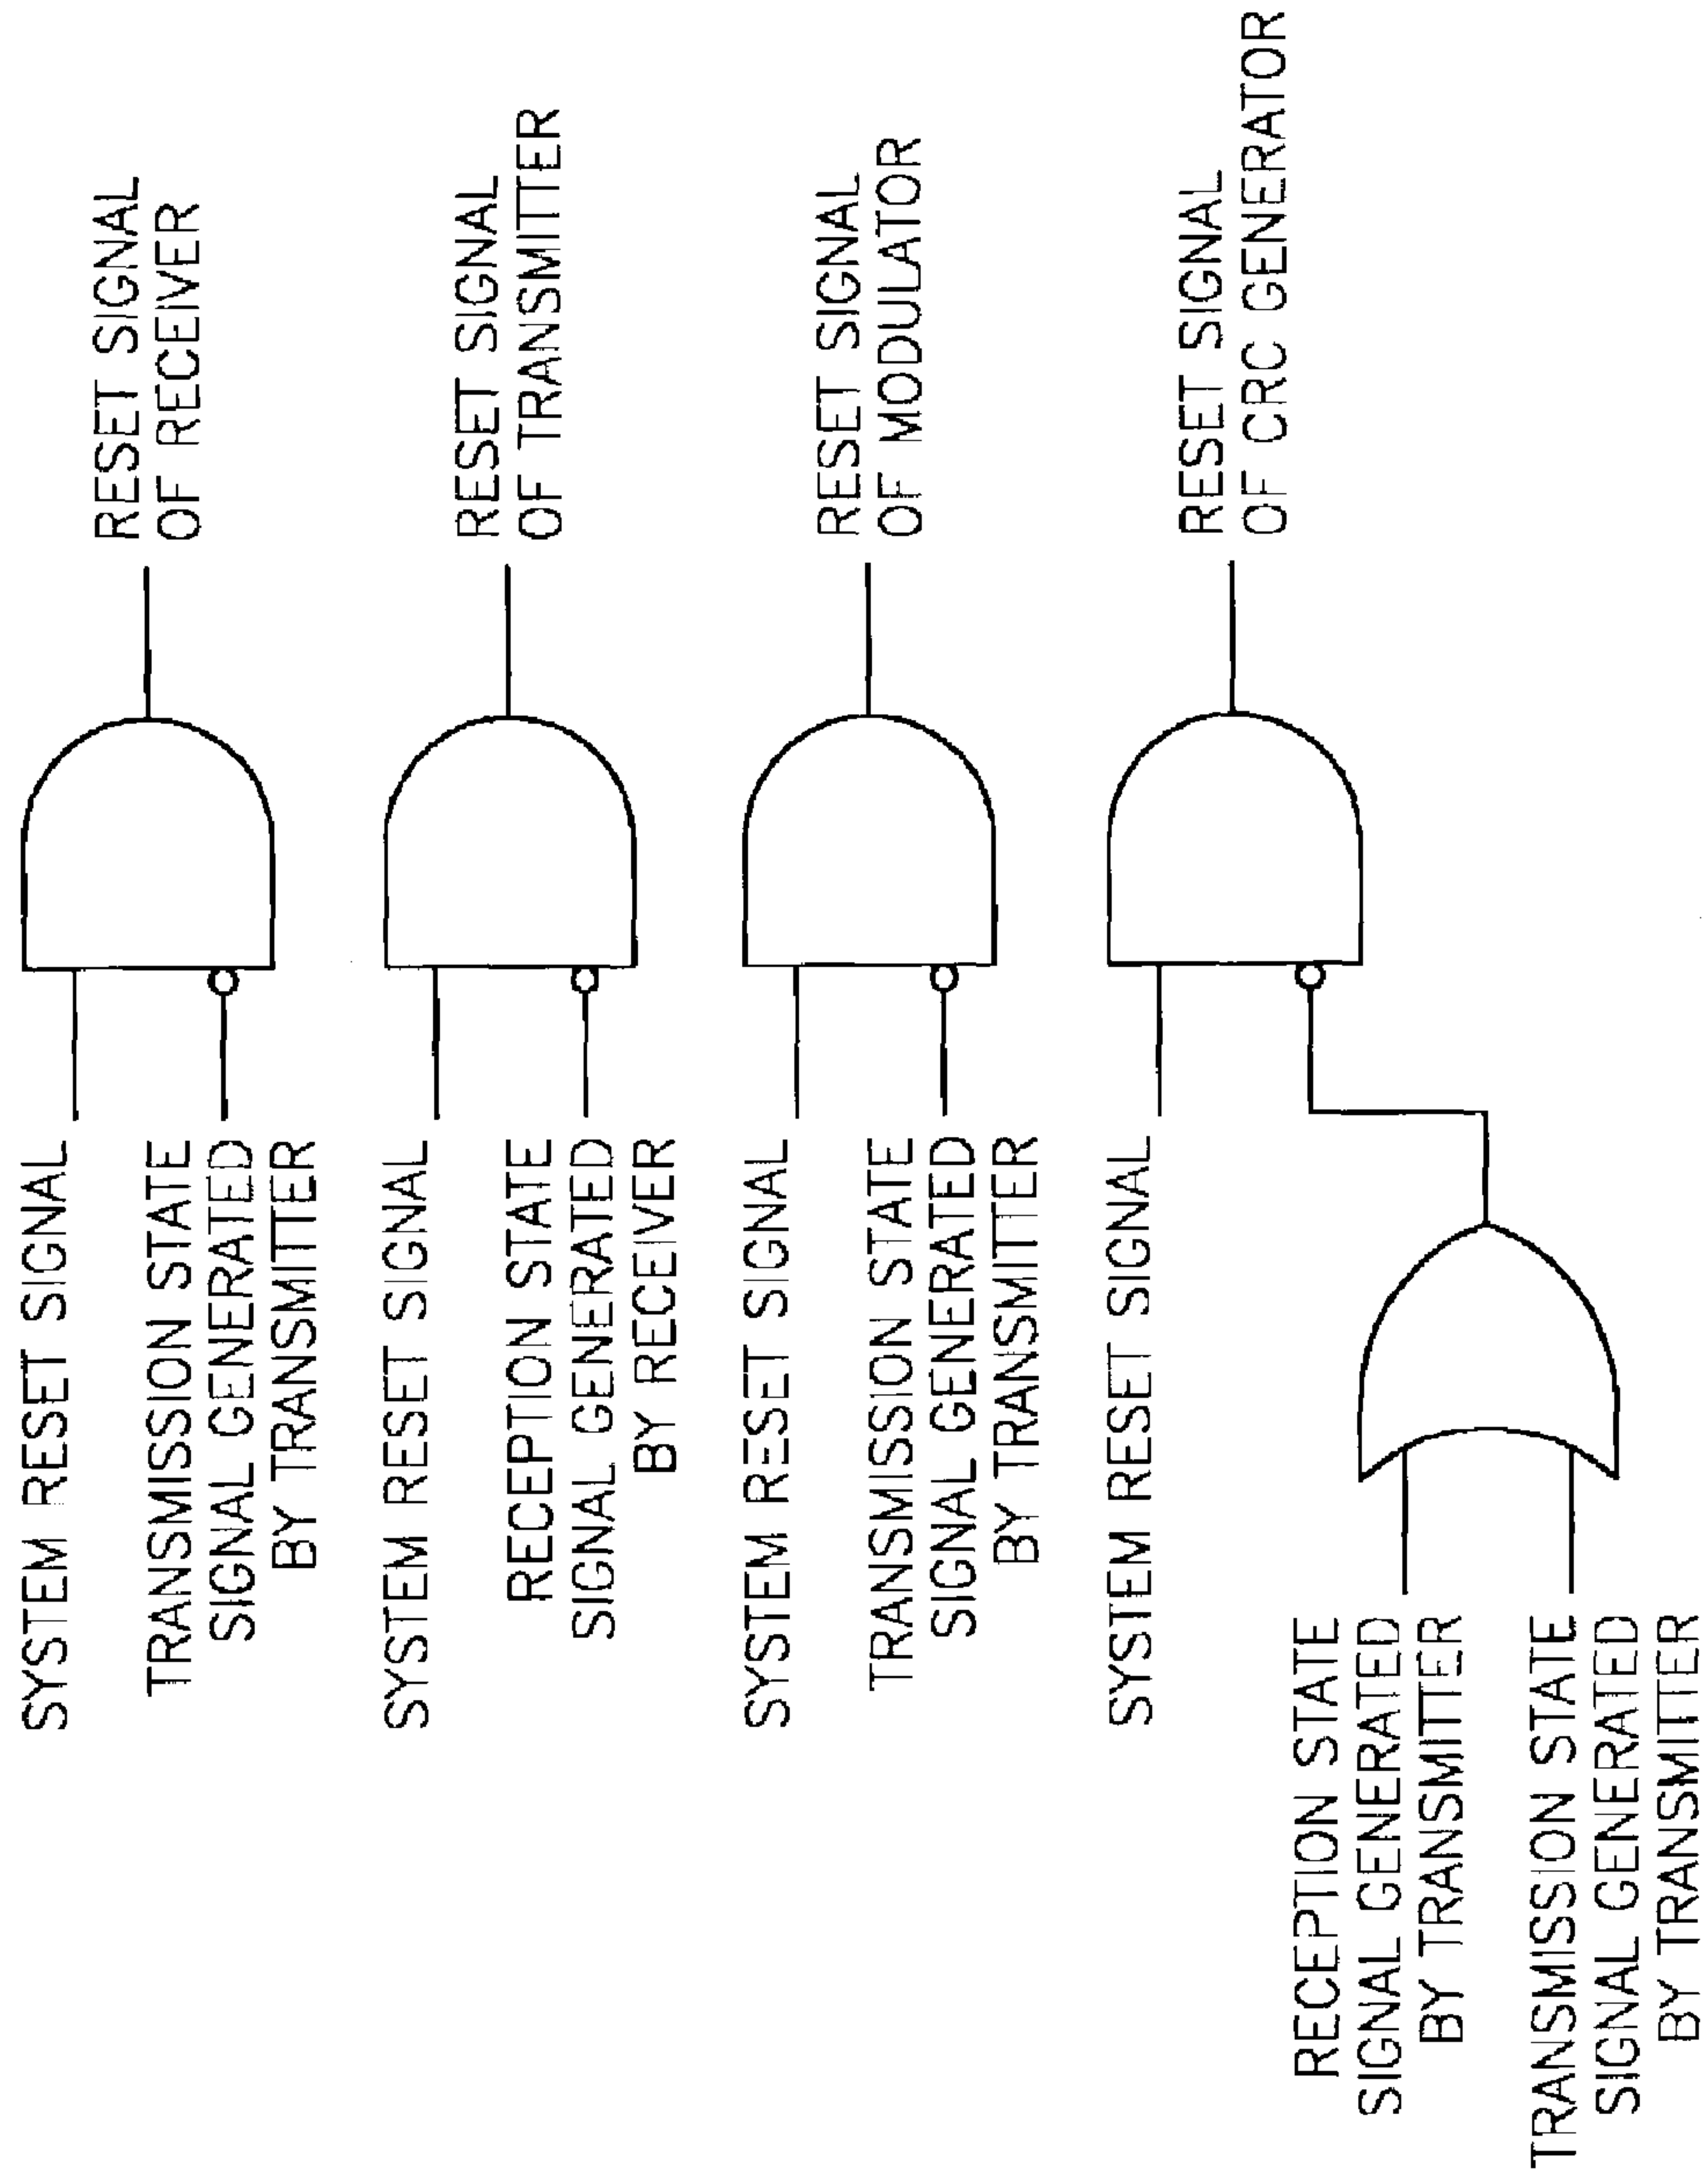 SYSTEM RESET SIGNAL
TRANSMISSION STATE
SIGNAL GENERATED
BY TRANSMITTER
RESET SIGNAL
OF RECEIVER
SYSTEM RESET SIGNAL
RECEPTION STATE
SIGNAL GENERATED
BY RECEIVER
RESET SIGNAL
OF TRANSMITTER
SYSTEM RESET SIGNAL
TRANSMISSION STATE
SIGNAL GENERATED
BY TRANSMITTER
RESET SIGNAL
OF MODULATOR
SYSTEM RESET SIGNAL
RECEPTION STATE
SIGNAL GENERATED
BY TRANSMITTER
TRANSMISSION STATE
SIGNAL GENERATED
BY TRANSMITTER
RESET SIGNAL
OF CRC GENERATOR